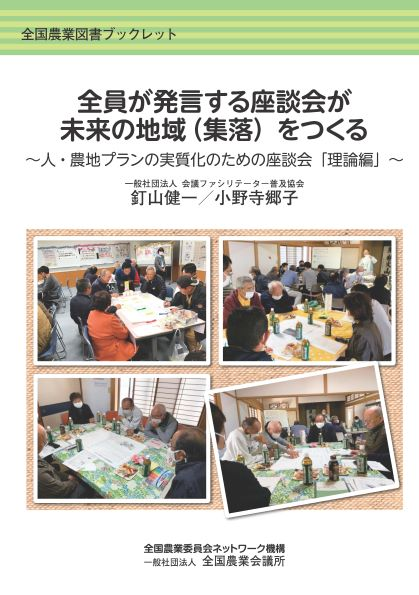 全国農業図書ブックレット
全員が発言する座談会が
未来の地域（集落）をつくる
～人・農地プランの実質化のための座談会「理論編」～
一般社団法人 会議ファシリテーター普及協会
釘山健一／小野寺郷子
全国農業委員会ネットワーク機構
一般社団法人 全国農業会議所